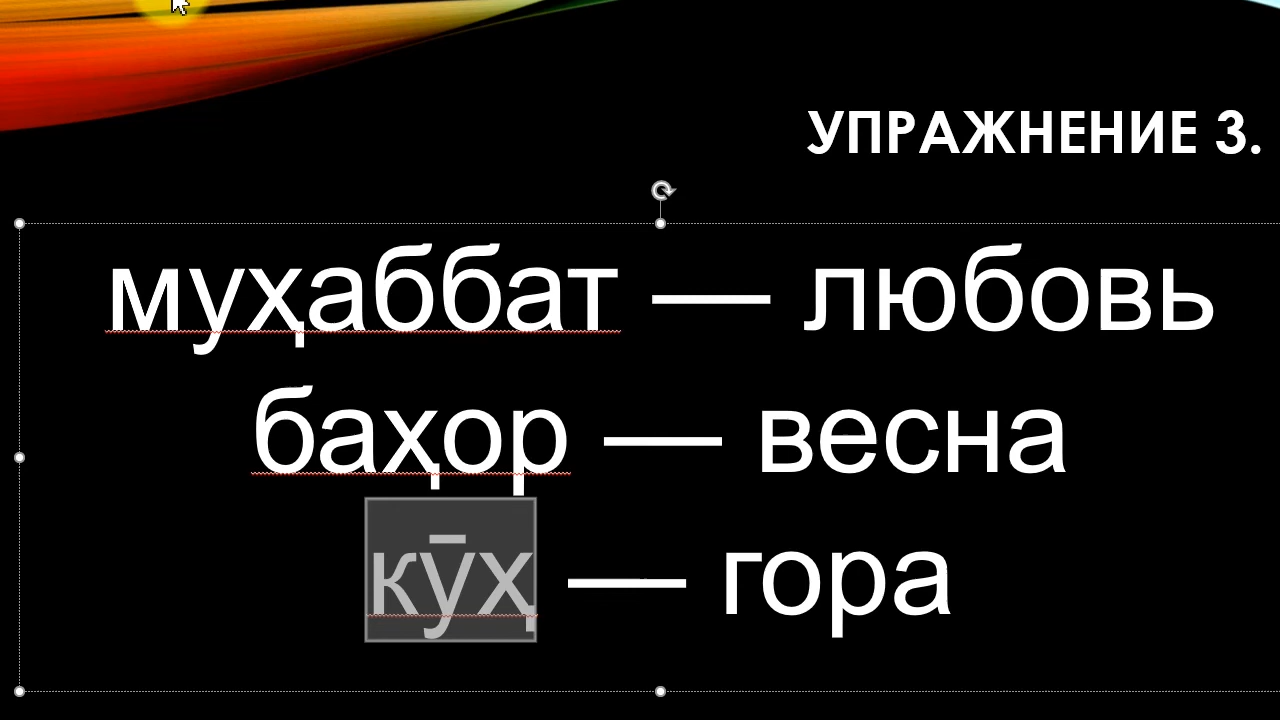 УПРАЖНЕНИЕ 3.
муҳаббат — любовь
баҳор — весна
кӯҳ — гора